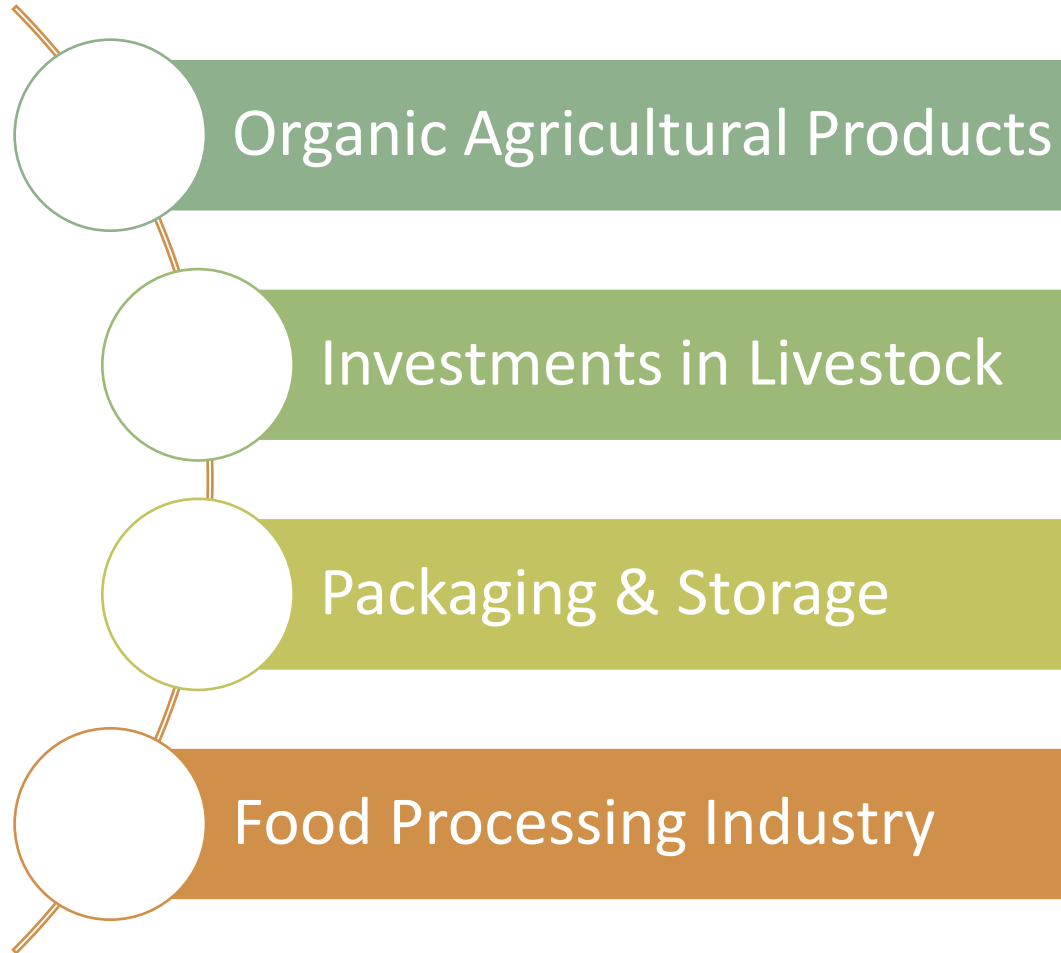 Organic Agricultural Products
Investments in Livestock
Packaging & Storage
Food Processing Industry